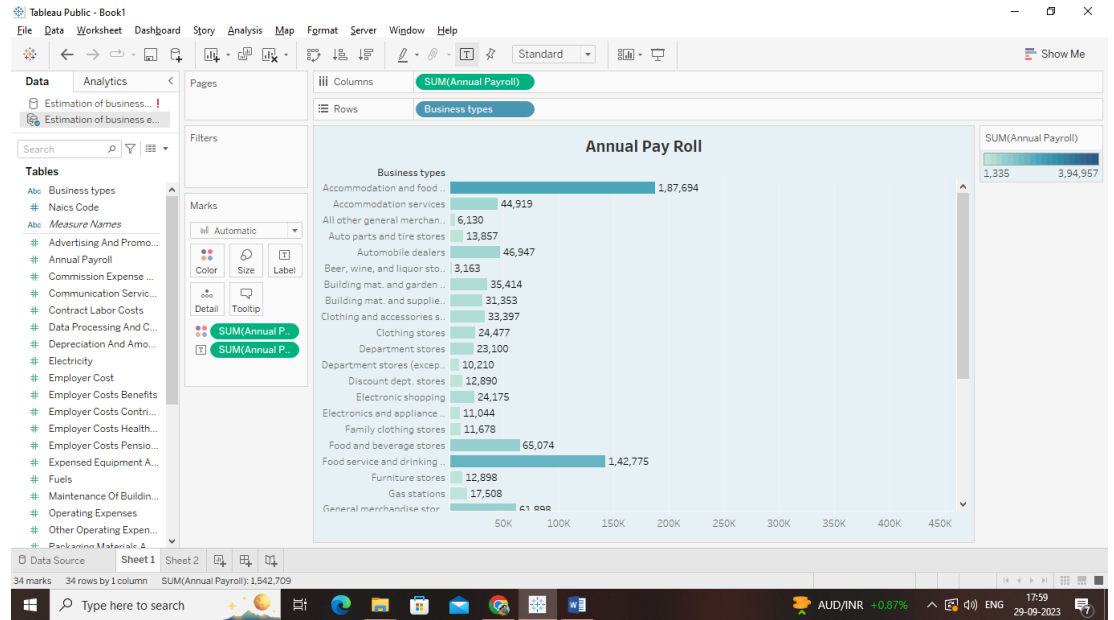 Tableau Public - Book1
File Data Worksheet Dashboard Story Analysis Map Format Server Window Help
Standard
Show Me
Data Analytics
Estimation of business... !
Estimation of business e...
Search
Tables
Abc Business types
# Naics Code
Abc Measure Names
# Advertising And Promo...
# Annual Payroll
# Commission Expense ...
# Communication Servic...
# Contract Labor Costs
# Data Processing And C...
# Depreciation And Amo...
# Electricity
# Employer Cost
# Employer Costs Benefits
# Employer Costs Contri...
# Employer Costs Health...
# Employer Costs Pensio...
# Expensed Equipment A...
# Fuels
# Maintenance Of Buildin...
# Operating Expenses
# Other Operating Expen...
# Packaging Materials A...
Pages
Filters
Marks
Automatic
Color Size Label
Detail Tooltip
SUM(Annual P..
SUM(Annual P..
Columns SUM(Annual Payroll)
Rows Business types
Annual Pay Roll
Business types
Accommodation and food .. 1,87,694
Accommodation services 44,919
All other general merchan.. 6,130
Auto parts and tire stores 13,857
Automobile dealers 46,947
Beer, wine, and liquor sto.. 3,163
Building mat. and garden .. 35,414
Building mat. and supplie.. 31,353
Clothing and accessories s.. 33,397
Clothing stores 24,477
Department stores 23,100
Department stores (excep.. 10,210
Discount dept. stores 12,890
Electronic shopping 24,175
Electronics and appliance .. 11,044
Family clothing stores 11,678
Food and beverage stores 65,074
Food service and drinking .. 1,42,775
Furniture stores 12,898
Gas stations 17,508
General merchandise stor.. 61,898
50K 100K 150K 200K 250K 300K 350K 400K 450K
SUM(Annual Payroll)
1,335 3,94,957
Data Source Sheet 1 Sheet 2
34 marks 34 rows by 1 column SUM(Annual Payroll): 1,542,709
Type here to search
AUD/INR +0.87%
ENG
17:59
29-09-2023
7